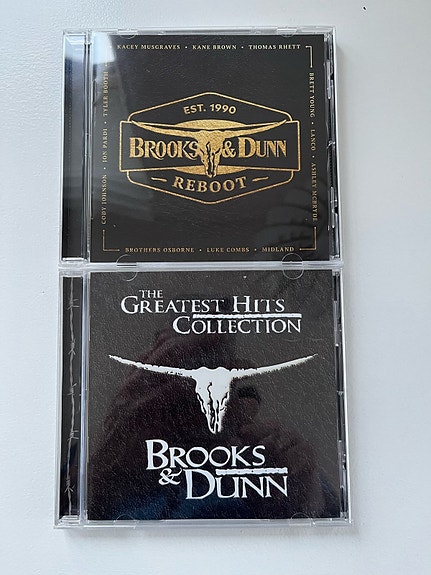 KACEY MUSGRAVES • KANE BROWN • THOMAS RHETT
BRETT YOUNG • LANCO • ASHLEY MCBRYDE
CODY JOHNSON • JON PARDI • TYLER BOOTH
EST. 1990
BROOKS & DUNN
REBOOT
BROTHERS OSBORNE • LUKE COMBS • MIDLAND
THE
GREATEST HITS
COLLECTION
BROOKS
& DUNN